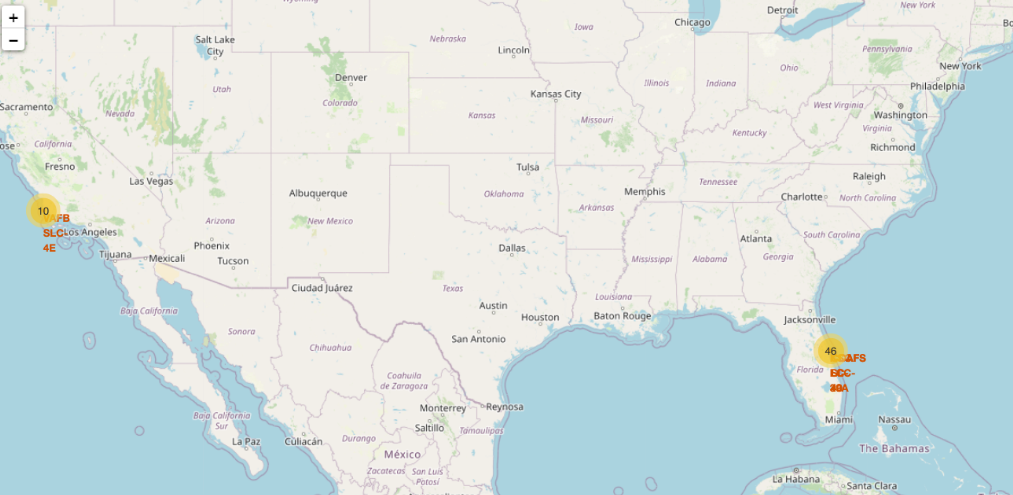 +
−
Wyoming
Chicago
Detroit
New York
Salt Lake
City
Nebraska
Iowa
Lincoln
Pennsylvania
New York
Denver
Utah
Illinois
Indiana
Ohio
Philadelphia
Sacramento
Nevada
Colorado
Kansas City
Kansas
Missouri
West Virginia
Washington
Kentucky
Virginia
California
Richmond
Fresno
Las Vegas
Tulsa
Raleigh
Tennessee
Albuquerque
Oklahoma
Memphis
Charlotte
North Carolina
10
AFB
Arkansas
SLC-
Los Angeles
Arizona
New Mexico
South Carolina
4E
Phoenix
Dallas
Atlanta
Tijuana
Mexicali
Tucson
Mississippi
Alabama
Georgia
Ciudad Juárez
Texas
Louisiana
Baja California
Austin
Houston
Baton Rouge
Jacksonville
Sonora
San Antonio
Chihuahua
46
AFS
Florida
Baja California
Sur
Monterrey
Reynosa
Miami
Saltillo
Nassau
La Paz
Culiacán
Durango
Tamaulipas
The Bahamas
México
Zacatecas
San Luis
Potosí
La Habana
Santa Clara